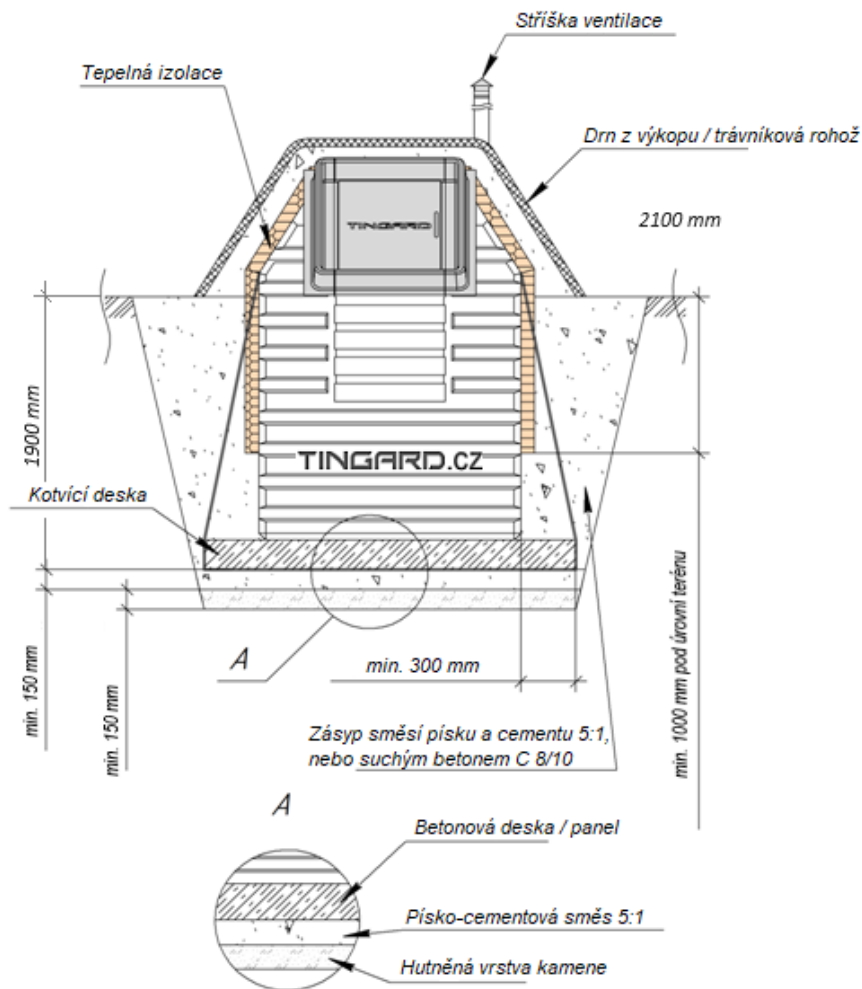 Stříška ventilace
Tepelná izolace
Drn z výkopu / trávníková rohož
2100 mm
TINGARD
1900 mm
TINGARD.CZ
Kotvící deska
A
min. 300 mm
min. 150 mm
min. 150 mm
min. 1000 mm pod úrovní terénu
Zásyp směsí písku a cementu 5:1,
nebo suchým betonem C 8/10
A
Betonová deska / panel
Písko-cementová směs 5:1
Hutněná vrstva kamene